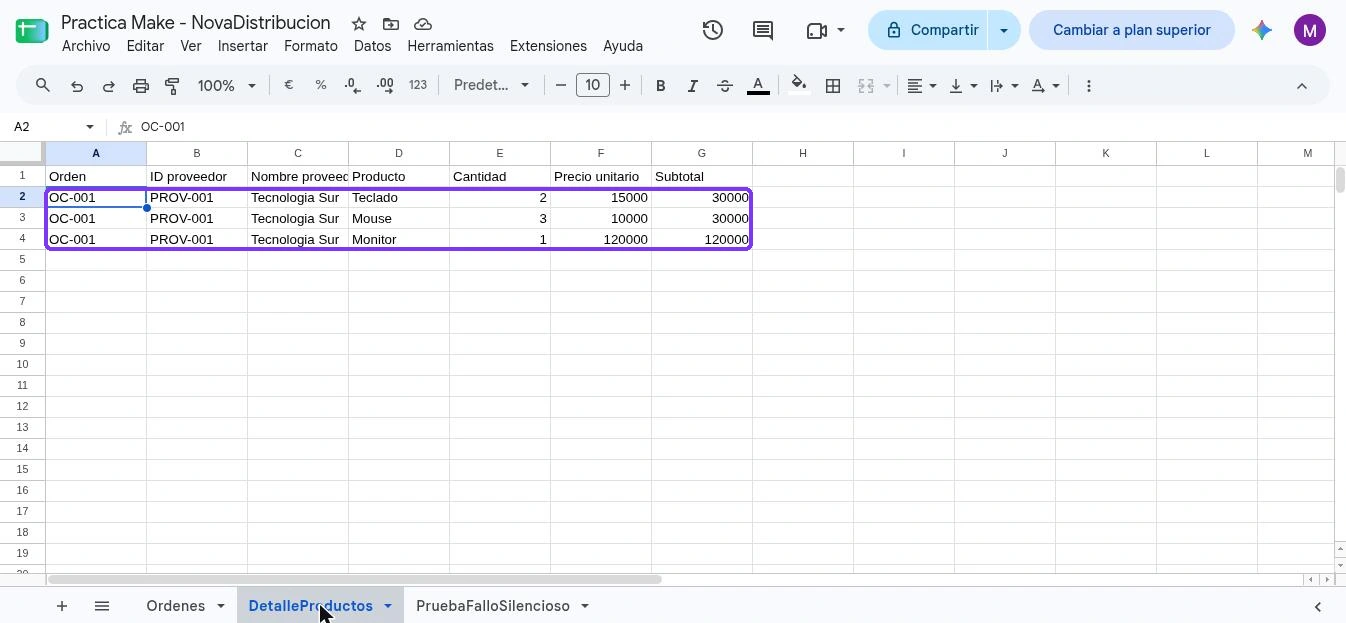 Practica Make - NovaDistribucion
Archivo Editar Ver Insertar Formato Datos Herramientas Extensiones Ayuda
Compartir
Cambiar a plan superior
M
100% € % .0 .00 123 Predet... 10 B I S A A
A2 fx OC-001
A B C D E F G H I J K L M
1 Orden ID proveedor Nombre proveed Producto Cantidad Precio unitario Subtotal
2 OC-001 PROV-001 Tecnologia Sur Teclado 2 15000 30000
3 OC-001 PROV-001 Tecnologia Sur Mouse 3 10000 30000
4 OC-001 PROV-001 Tecnologia Sur Monitor 1 120000 120000
5
6
7
8
9
10
11
12
13
14
15
16
17
18
19
Ordenes DetalleProductos PruebaFalloSilencioso